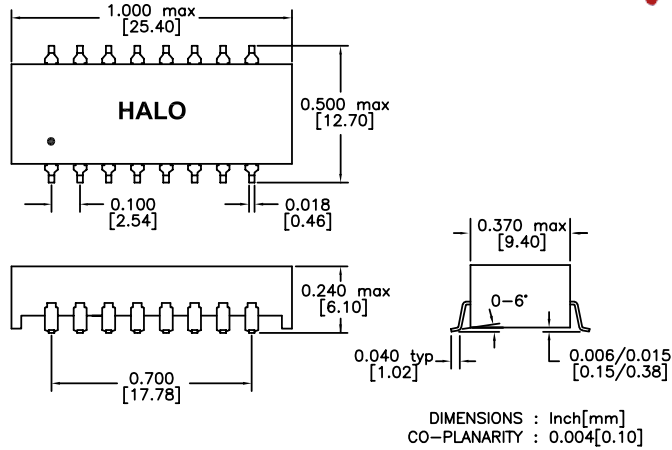 1.000 max
[25.40]
HALO
0.500 max
[12.70]
0.100
[2.54]
0.018
[0.46]
0.370 max
[9.40]
0.240 max
[6.10]
0-6°
0.040 typ
[1.02]
0.006/0.015
[0.15/0.38]
0.700
[17.78]
DIMENSIONS : Inch[mm]
CO-PLANARITY : 0.004[0.10]